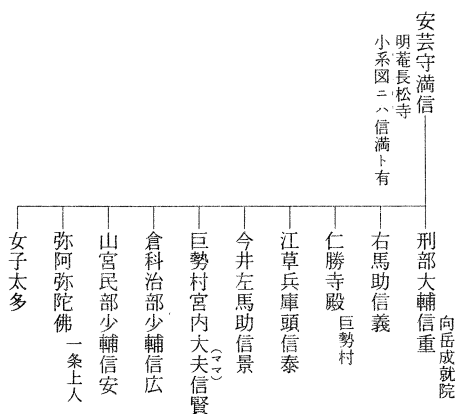 安芸守満信
明菴長松寺
小系図ニハ信満ト有
刑部大輔信重
向岳成就院
右馬助信義
仁勝寺殿
巨勢村
江草兵庫頭信泰
今井左馬助信景
巨勢村宮内大夫信賢
(ママ)
倉科治部少輔信広
山宮民部少輔信安
弥阿弥陀佛
一条上人
女子太多